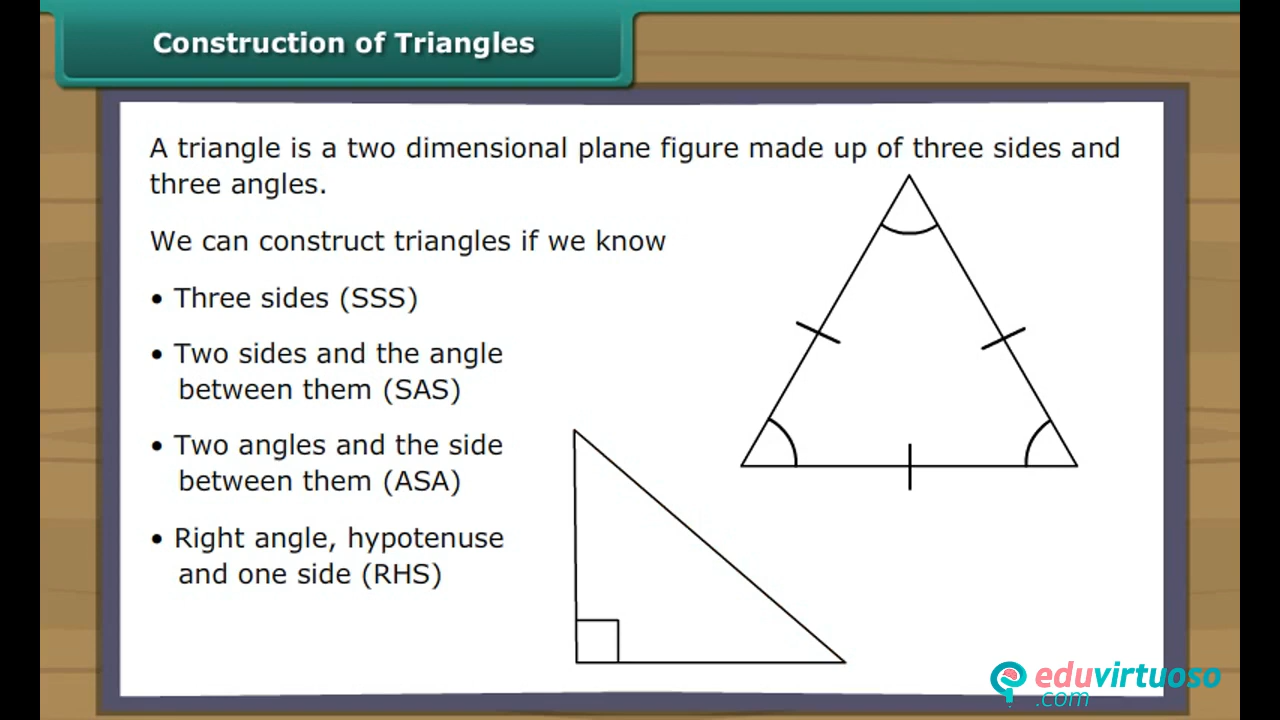 Construction of Triangles
A triangle is a two dimensional plane figure made up of three sides and
three angles.
We can construct triangles if we know
• Three sides (SSS)
• Two sides and the angle
between them (SAS)
• Two angles and the side
between them (ASA)
• Right angle, hypotenuse
and one side (RHS)
eduvirtuoso
.com